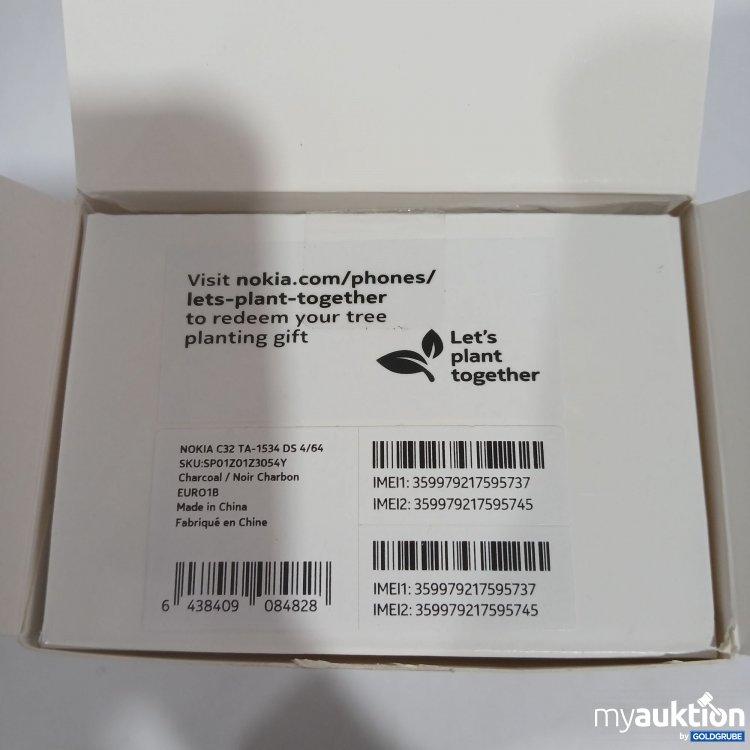 Visit nokia.com/phones/
lets-plant-together
to redeem your tree
planting gift
Let's
plant
together
NOKIA C32 TA-1534 DS 4/64
SKU:SP01Z01Z3054Y
Charcoal / Noir Charbon
EURO1B
Made in China
Fabriqué en Chine
6 438409 084828
IMEI1: 359979217595737
IMEI2: 359979217595745
IMEI1: 359979217595737
IMEI2: 359979217595745
myauktion
by GOLDGRUBE